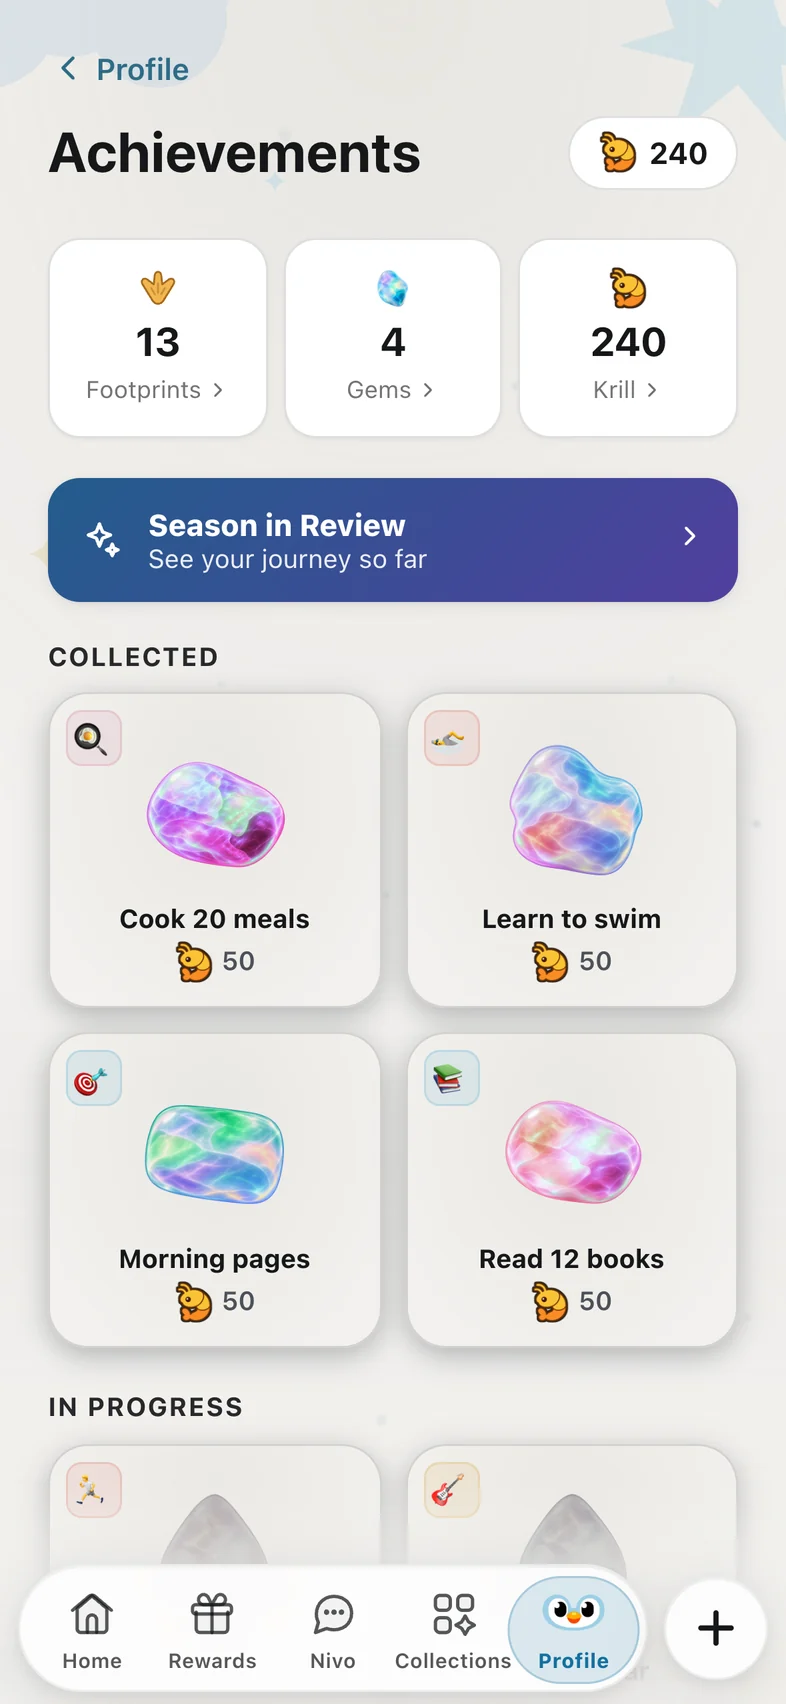 Profile
Achievements
240
13
Footprints
4
Gems
240
Krill
Season in Review
See your journey so far
COLLECTED
Cook 20 meals
50
Learn to swim
50
Morning pages
50
Read 12 books
50
IN PROGRESS
Home
Rewards
Nivo
Collections
Profile